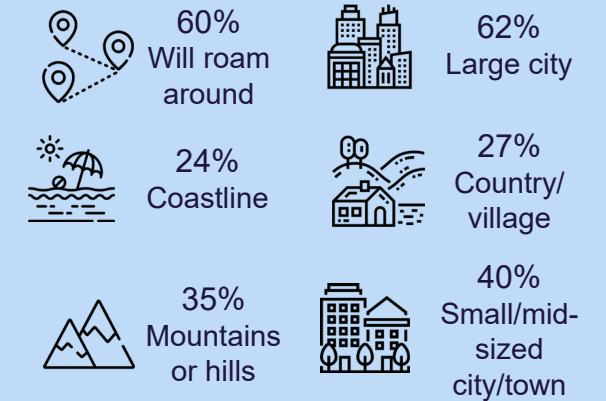 60%
Will roam
around
62%
Large city
24%
Coastline
27%
Country/
village
35%
Mountains
or hills
40%
Small/mid-
sized
city/town